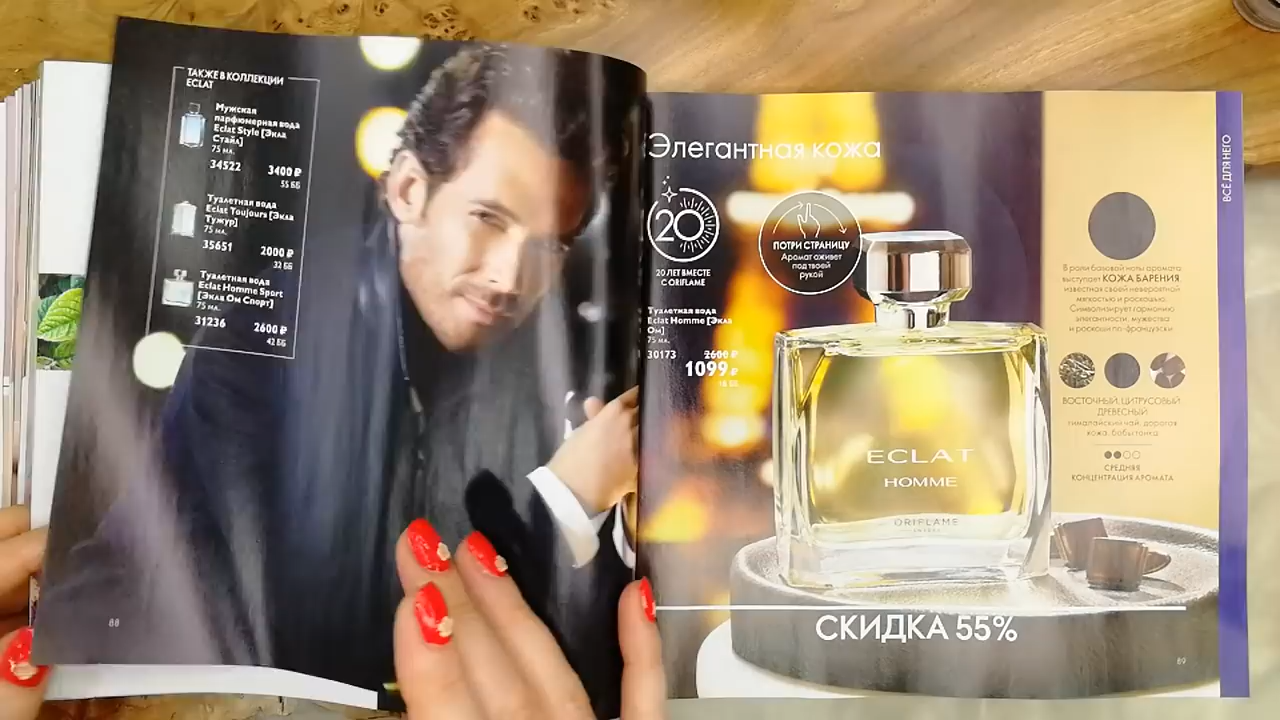 ТАКЖЕ В КОЛЛЕКЦИИ
ECLAT
Мужская
парфюмерная вода
Eclat Style [Экла
Стайл]
75 мл.
34522 3400 ₽
55 ББ
Туалетная вода
Eclat Toujours [Экла
Тужур]
75 мл.
35651 2000 ₽
32 ББ
Туалетная вода
Eclat Homme Sport
[Экла Ом Спорт]
75 мл.
31236 2600 ₽
42 ББ
88
Элегантная кожа
20
20 ЛЕТ ВМЕСТЕ
С ORIFLAME
ПОТРИ СТРАНИЦУ
Аромат оживет
под твоей
рукой
Туалетная вода
Eclat Homme [Экла
Ом]
75 мл.
30173 2600 ₽
1099 ₽
18 ББ
ECLAT
HOMME
ORIFLAME
SWEDEN
СКИДКА 55%
В роли базовой ноты аромата
выступает КОЖА БАРЕНИЯ
известная своей невероятной
мягкостью и роскошью.
Символизирует гармонию
элегантности, мужества
и роскоши по-французски
ВОСТОЧНЫЙ, ЦИТРУСОВЫЙ,
ДРЕВЕСНЫЙ
гималайский чай, дорогая
кожа, бобы тонка
СРЕДНЯЯ
КОНЦЕНТРАЦИЯ АРОМАТА
ВСЁ ДЛЯ НЕГО
89